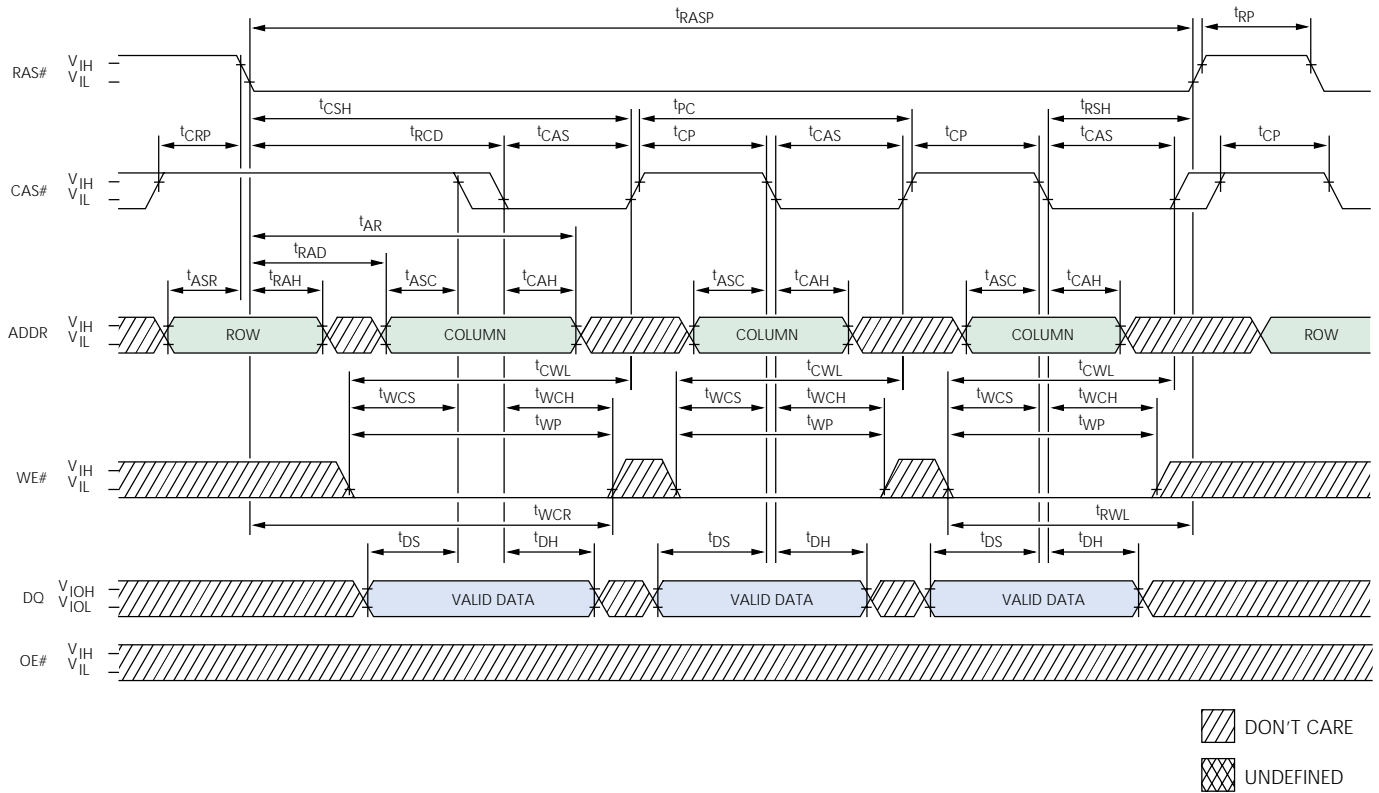 tRASP tRP
RAS# VIH
VIL
tCSH tPC tRSH
tCRP tRCD tCAS tCP tCAS tCP tCAS tCP
CAS# VIH
VIL
tAR
tRAD
tASR tRAH tASC tCAH tASC tCAH tASC tCAH
ADDR VIH
VIL
ROW COLUMN COLUMN COLUMN ROW
tCWL tCWL tCWL
tWCS tWCH tWCS tWCH tWCS tWCH
tWP tWP tWP
WE# VIH
VIL
tWCR tRWL
tDS tDH tDS tDH tDS tDH
DQ VIOH
VIOL
VALID DATA VALID DATA VALID DATA
OE# VIH
VIL
DON'T CARE
UNDEFINED